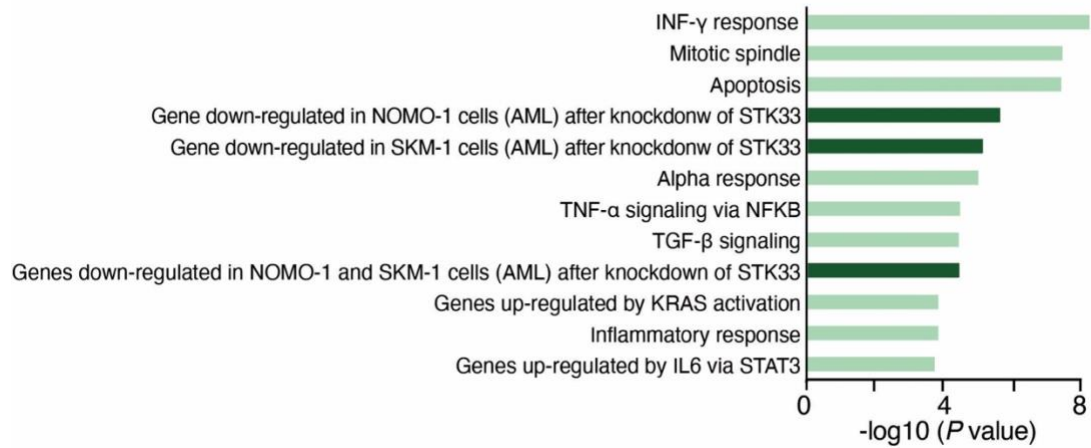 INF-γ response
Mitotic spindle
Apoptosis
Gene down-regulated in NOMO-1 cells (AML) after knockdonw of STK33
Gene down-regulated in SKM-1 cells (AML) after knockdonw of STK33
Alpha response
TNF-α signaling via NFKB
TGF-β signaling
Genes down-regulated in NOMO-1 and SKM-1 cells (AML) after knockdown of STK33
Genes up-regulated by KRAS activation
Inflammatory response
Genes up-regulated by IL6 via STAT3
0 4 8
-log10 (P value)